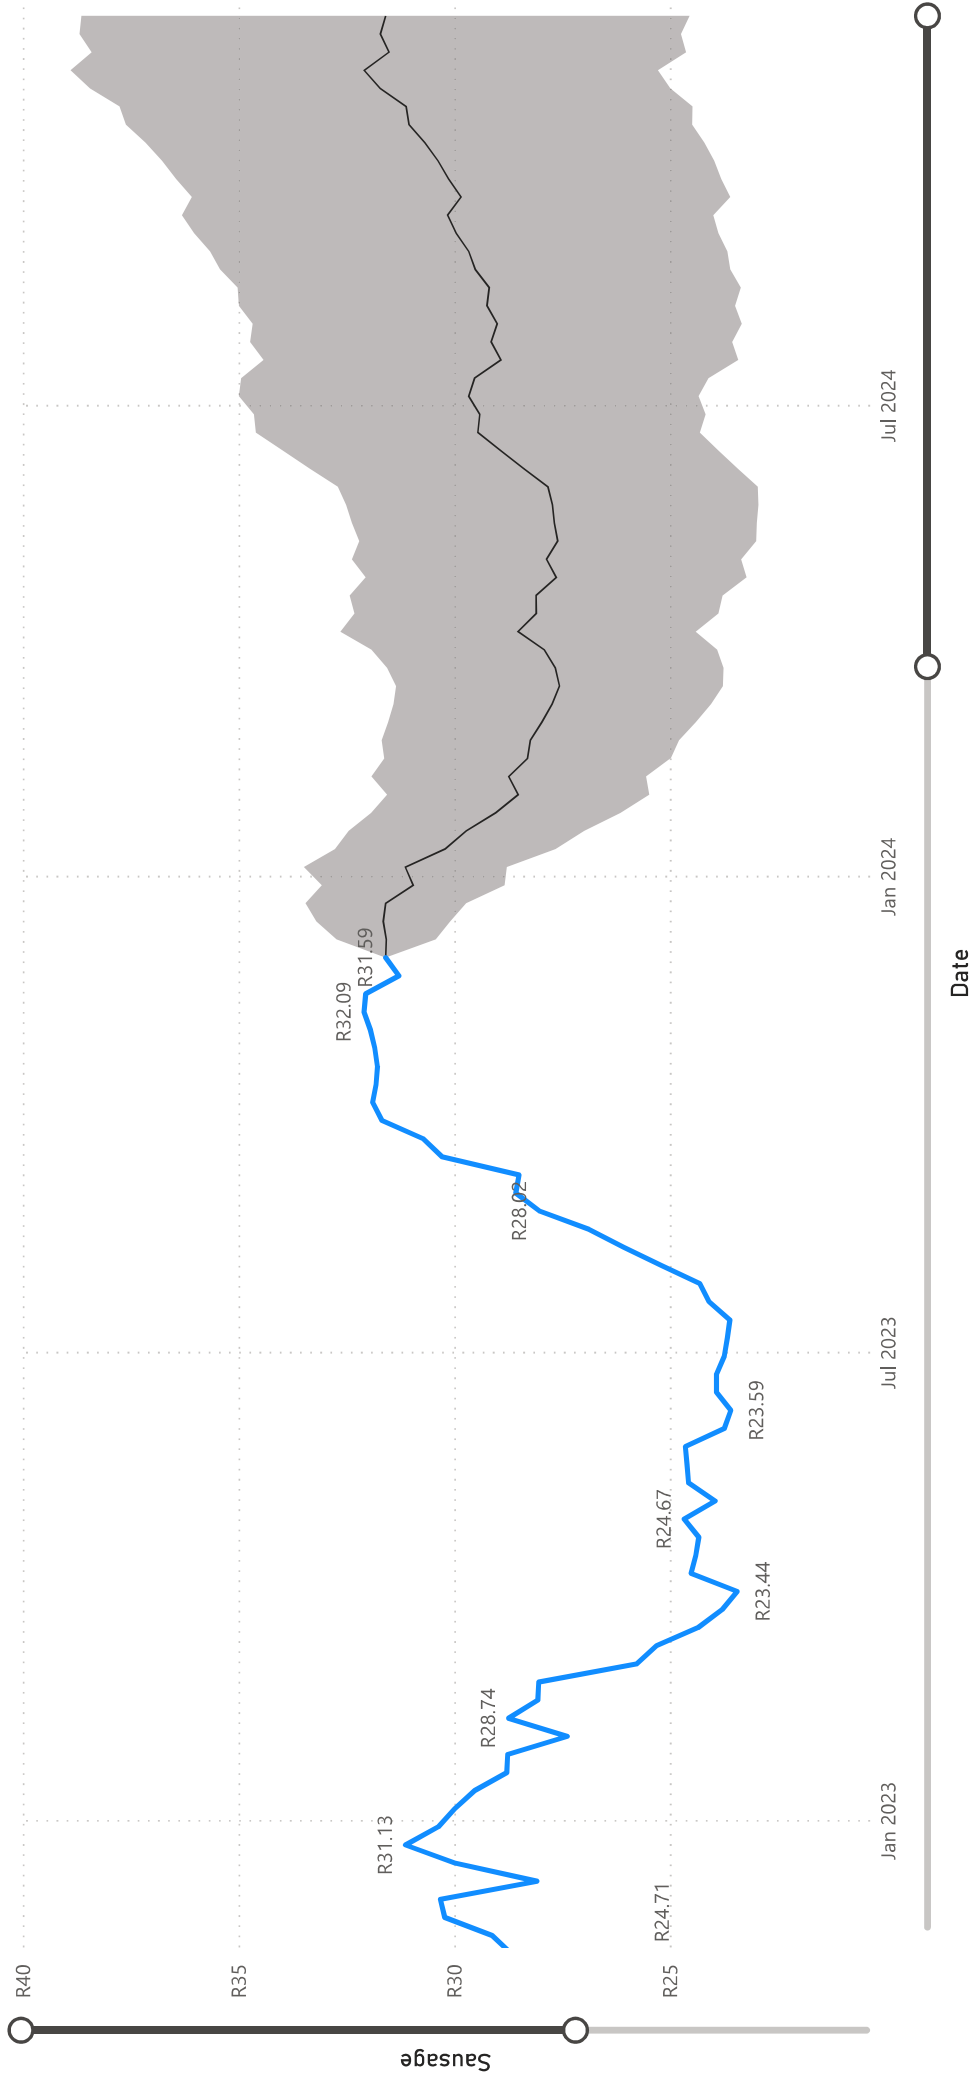 Sausage
R40
R35
R30
R25
R24.71
R31.13
R28.74
R23.44
R24.67
R23.59
R28.02
R32.09
R31.59
Jan 2023
Jul 2023
Jan 2024
Jul 2024
Date